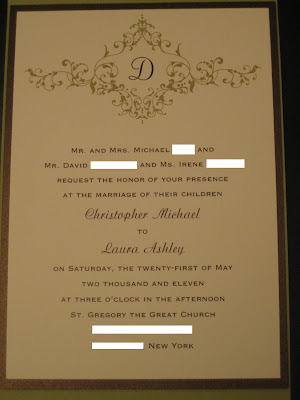 D
Mr. and Mrs. Michael and
Mr. David and Ms. Irene
request the honor of your presence
at the marriage of their children
Christopher Michael
to
Laura Ashley
on Saturday, the twenty-first of May
two thousand and eleven
at three o'clock in the afternoon
St. Gregory the Great Church
New York